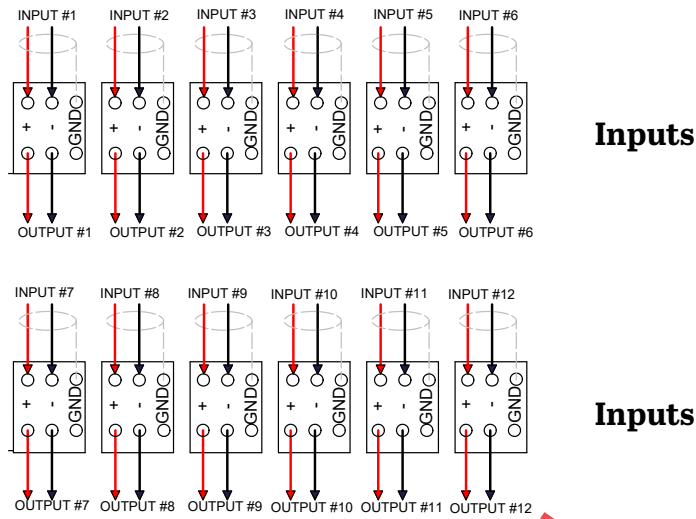 INPUT #1 INPUT #2 INPUT #3 INPUT #4 INPUT #5 INPUT #6
+ - GND + - GND + - GND + - GND + - GND + - GND
Inputs
OUTPUT #1 OUTPUT #2 OUTPUT #3 OUTPUT #4 OUTPUT #5 OUTPUT #6
INPUT #7 INPUT #8 INPUT #9 INPUT #10 INPUT #11 INPUT #12
+ - GND + - GND + - GND + - GND + - GND + - GND
Inputs
OUTPUT #7 OUTPUT #8 OUTPUT #9 OUTPUT #10 OUTPUT #11 OUTPUT #12